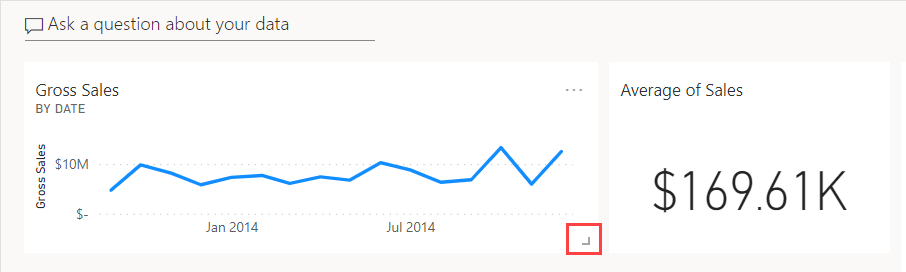 Ask a question about your data
Gross Sales
BY DATE
Gross Sales
$10M
$-
Jan 2014
Jul 2014
Average of Sales
$169.61K